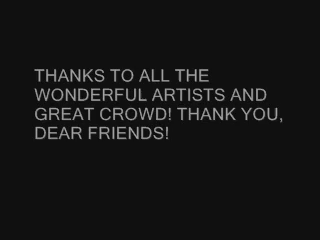 THANKS TO ALL THE
WONDERFUL ARTISTS AND
GREAT CROWD! THANK YOU,
DEAR FRIENDS!